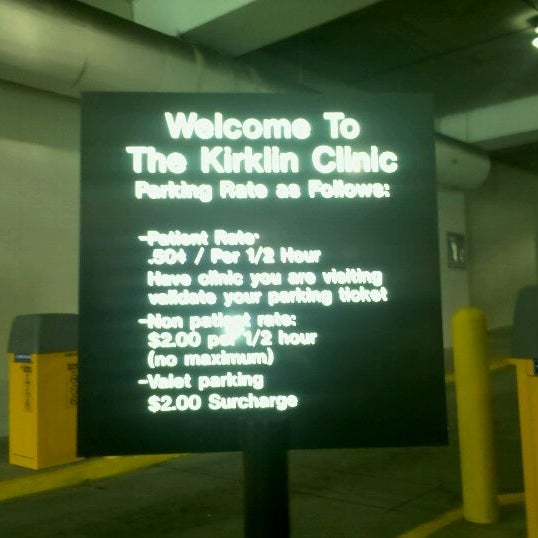 Welcome To
The Kirklin Clinic
Parking Rate as Follows:
-Patient Rate:
.50¢ / Per 1/2 Hour
Have clinic you are visiting
validate your parking ticket
-Non patient rate:
$2.00 per 1/2 hour
(no maximum)
-Valet parking
$2.00 Surcharge